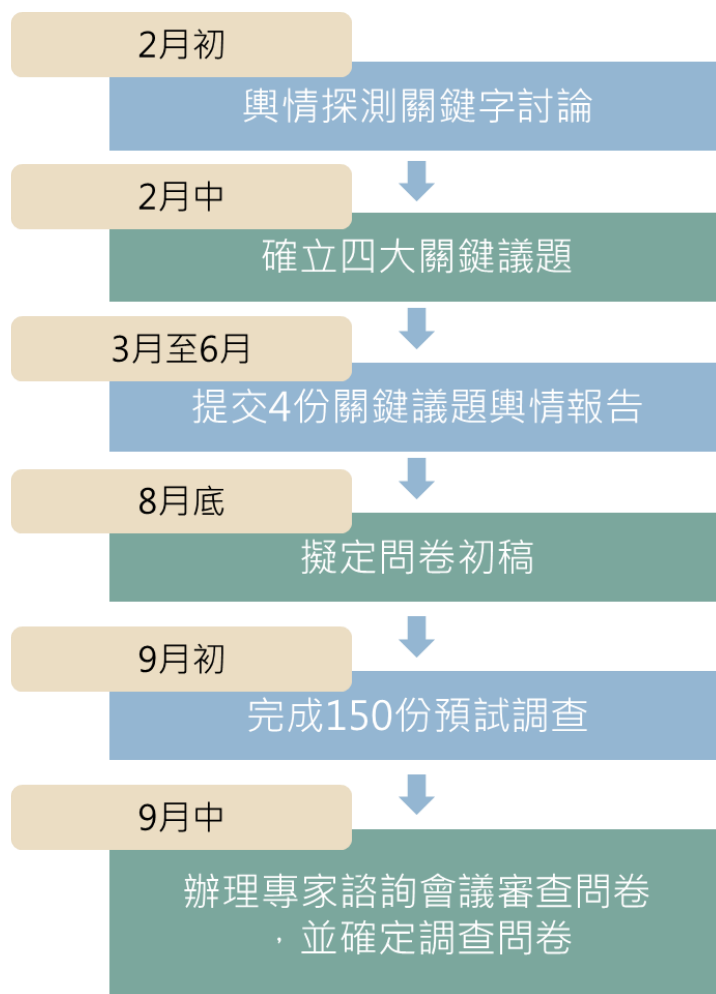 2月初
輿情探測關鍵字討論
2月中
確立四大關鍵議題
3月至6月
提交4份關鍵議題輿情報告
8月底
擬定問卷初稿
9月初
完成150份預試調查
9月中
辦理專家諮詢會議審查問卷
，並確定調查問卷